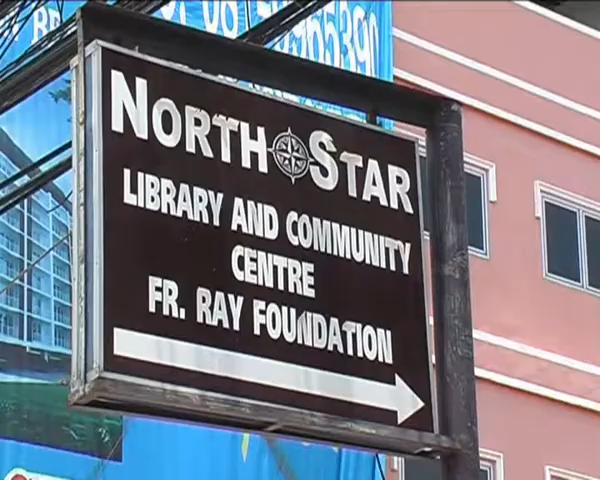 NORTH STAR
LIBRARY AND COMMUNITY
CENTRE
FR. RAY FOUNDATION